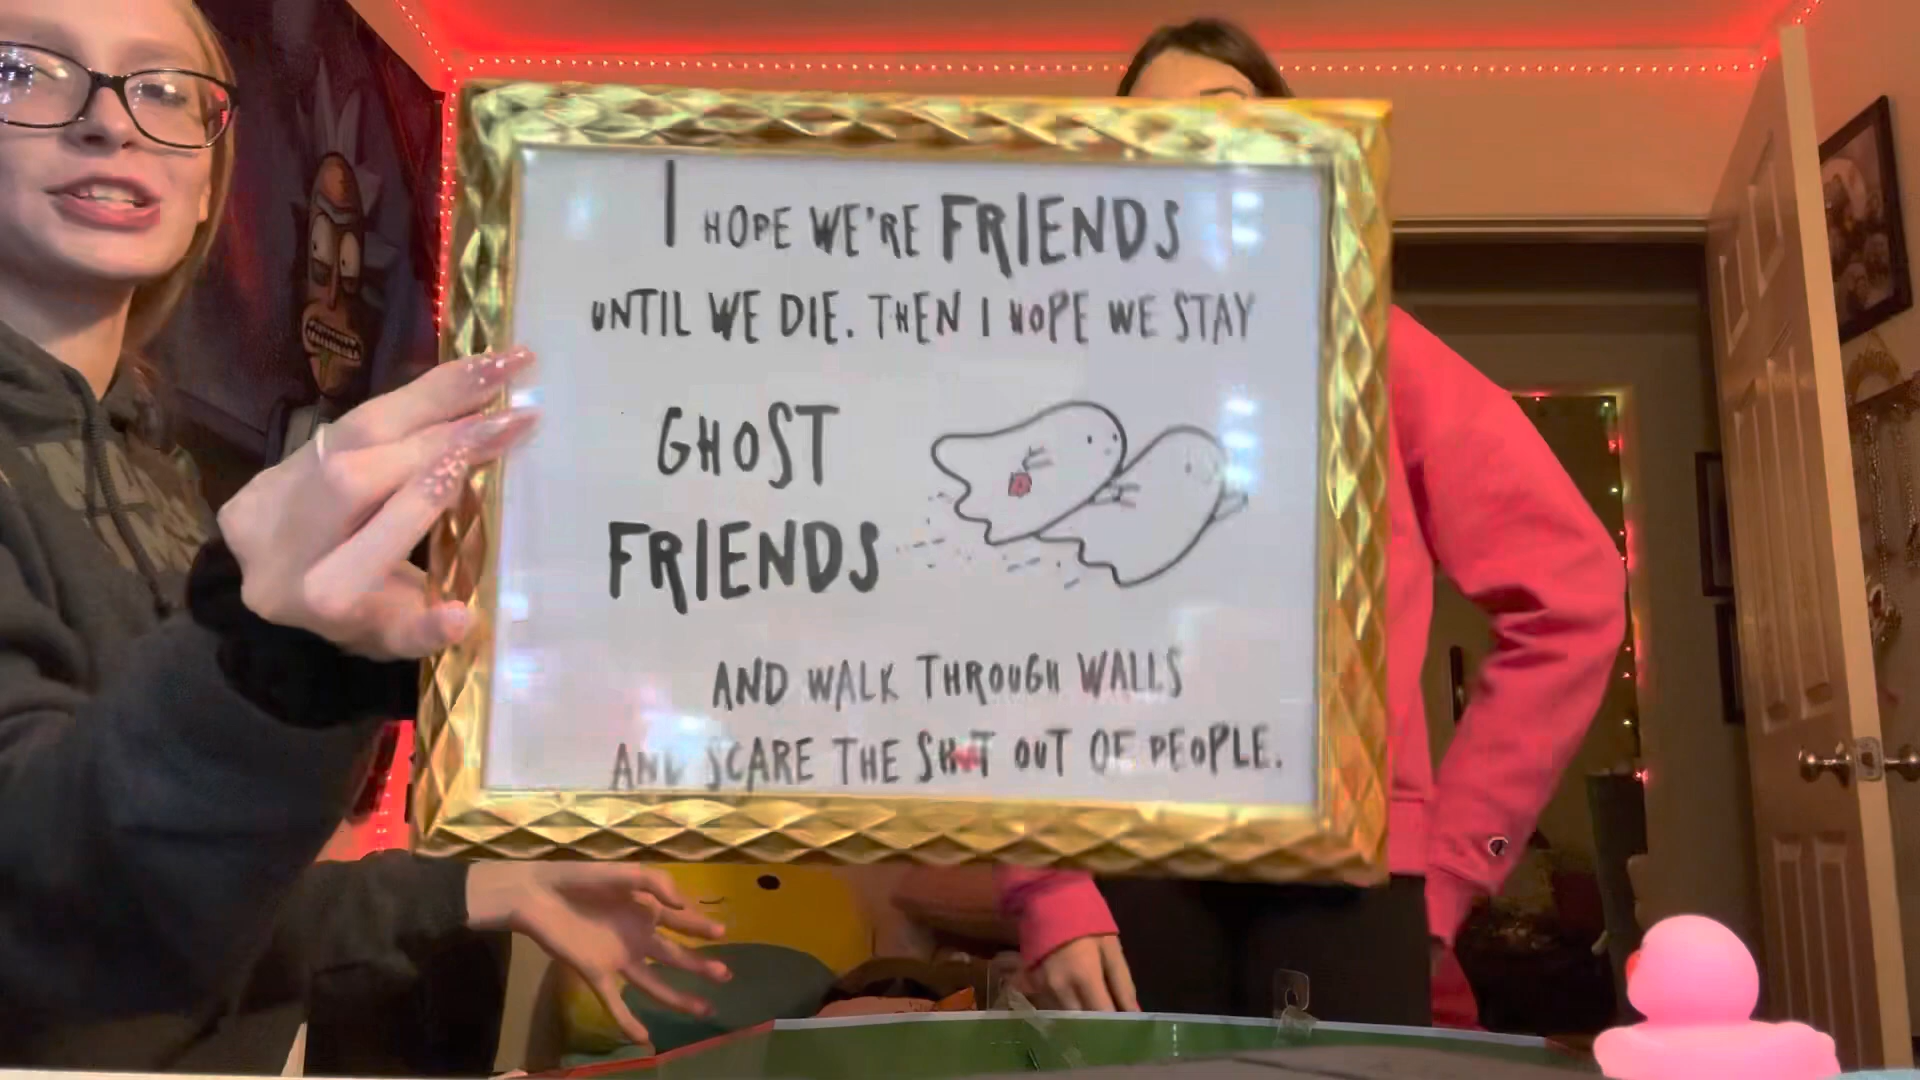 I HOPE WE'RE FRIENDS
UNTIL WE DIE. THEN I HOPE WE STAY
GHOST
FRIENDS
AND WALK THROUGH WALLS
AND SCARE THE SH♥T OUT OF PEOPLE.